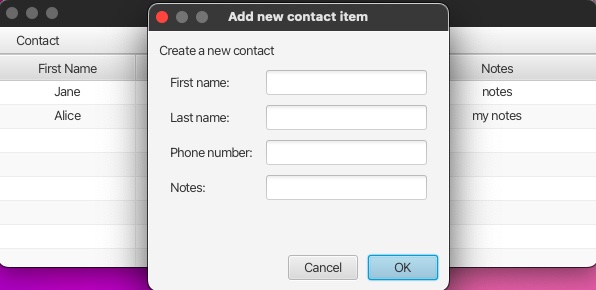 Add new contact item
Contact
Create a new contact
First Name
Notes
First name:
Jane
notes
Last name:
Alice
my notes
Phone number:
Notes:
Cancel
OK